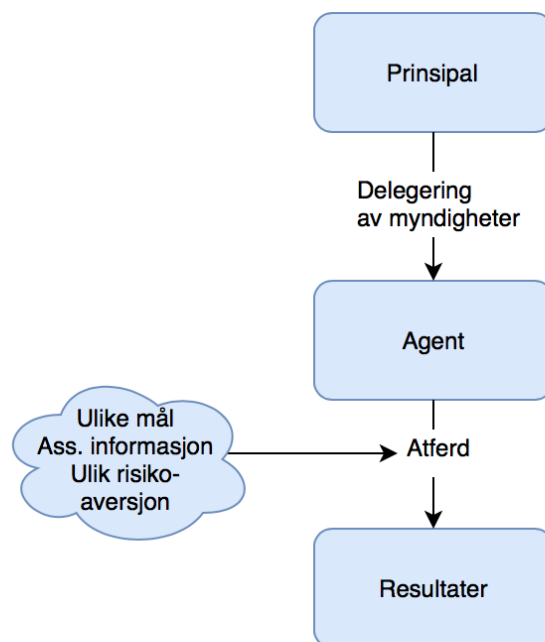 Prinsipal
Delegering
av myndigheter
Agent
Ulike mål
Ass. informasjon
Ulik risiko-
aversjon
Atferd
Resultater